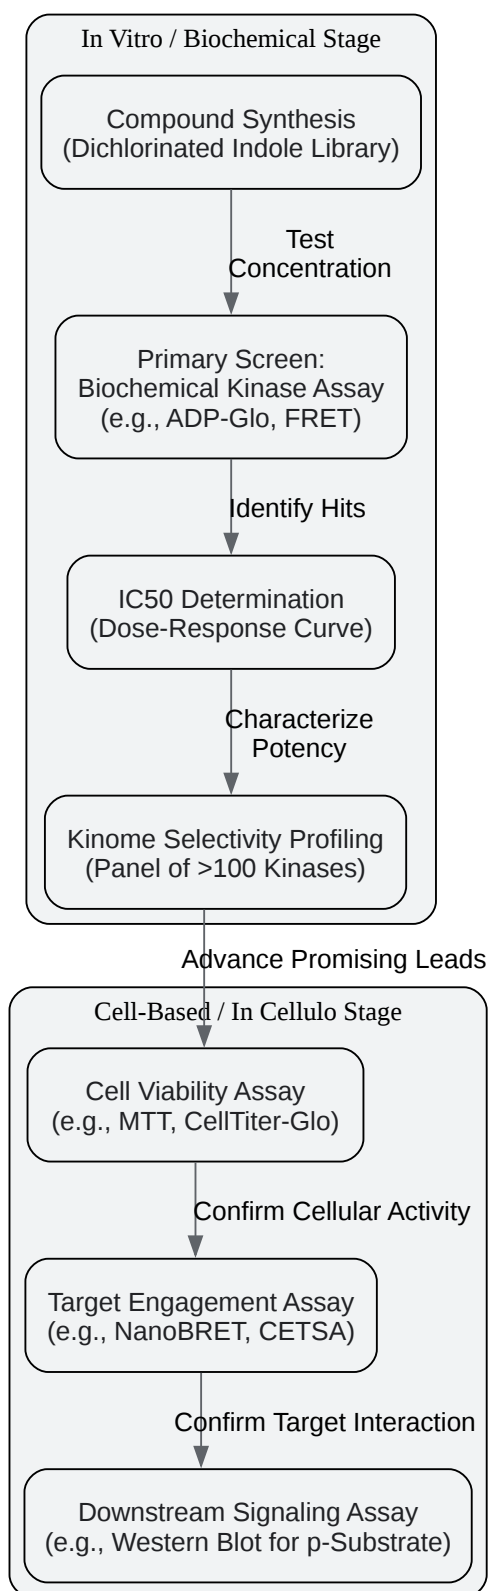 In Vitro / Biochemical Stage
Compound Synthesis
(Dichlorinated Indole Library)
Test
Concentration
Primary Screen:
Biochemical Kinase Assay
(e.g., ADP-Glo, FRET)
Identify Hits
IC50 Determination
(Dose-Response Curve)
Characterize
Potency
Kinome Selectivity Profiling
(Panel of >100 Kinases)
Advance Promising Leads
Cell-Based / In Cellulo Stage
Cell Viability Assay
(e.g., MTT, CellTiter-Glo)
Confirm Cellular Activity
Target Engagement Assay
(e.g., NanoBRET, CETSA)
Confirm Target Interaction
Downstream Signaling Assay
(e.g., Western Blot for p-Substrate)